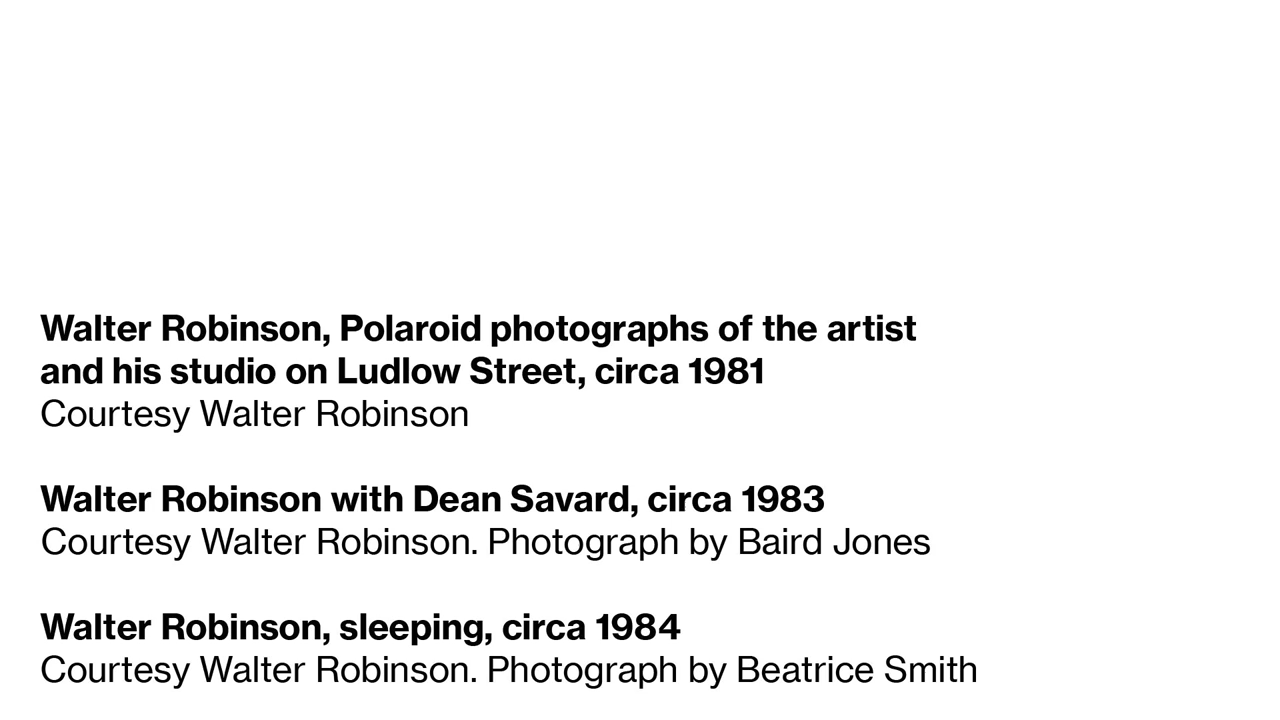 Walter Robinson, Polaroid photographs of the artist
and his studio on Ludlow Street, circa 1981
Courtesy Walter Robinson
Walter Robinson with Dean Savard, circa 1983
Courtesy Walter Robinson. Photograph by Baird Jones
Walter Robinson, sleeping, circa 1984
Courtesy Walter Robinson. Photograph by Beatrice Smith